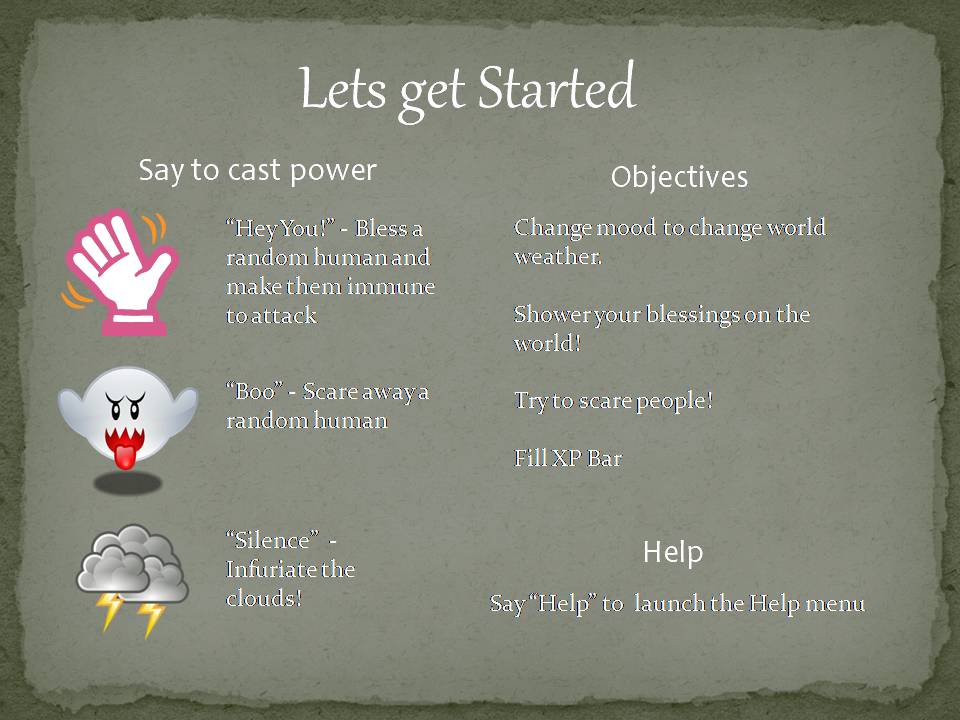 Lets get Started
Say to cast power
“Hey You!” - Bless a
random human and
make them immune
to attack
“Boo” - Scare away a
random human
“Silence” -
Infuriate the
clouds!
Objectives
Change mood to change world
weather.
Shower your blessings on the
world!
Try to scare people!
Fill XP Bar
Help
Say “Help” to launch the Help menu